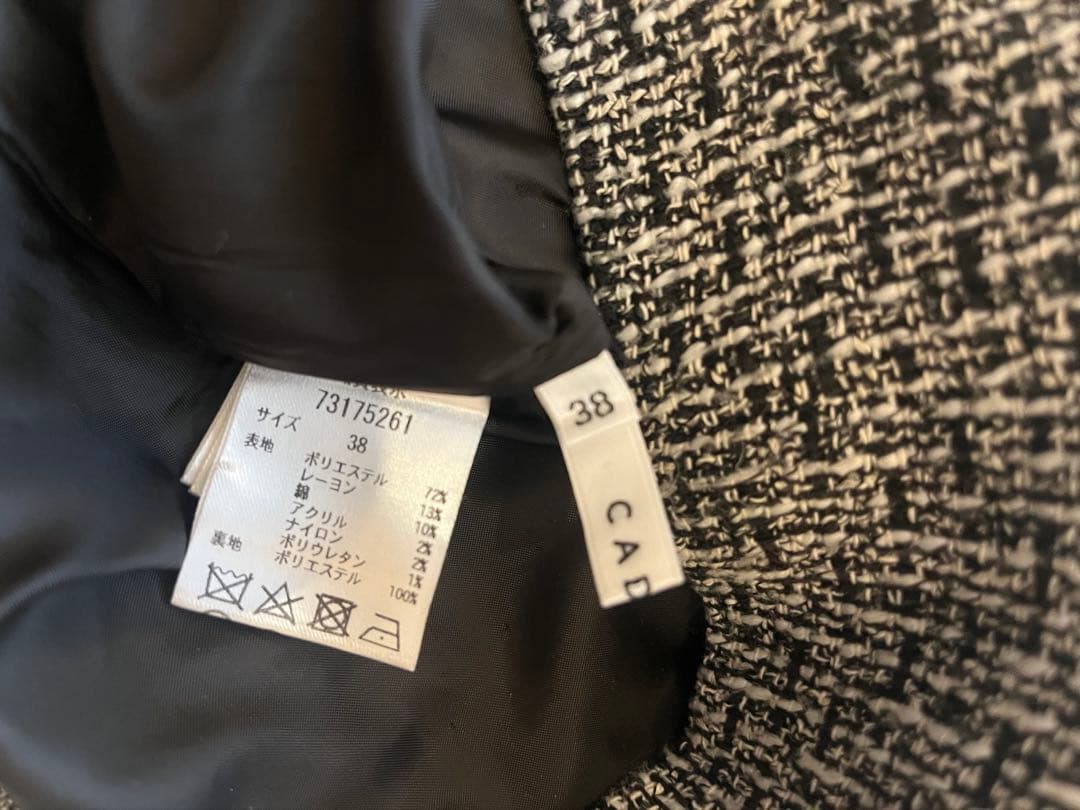 73175261
サイズ 38
表地
ポリエステル 72%
レーヨン 13%
綿 10%
アクリル 2%
ナイロン 2%
ポリウレタン 1%
裏地
ポリエステル 100%
38
CAD